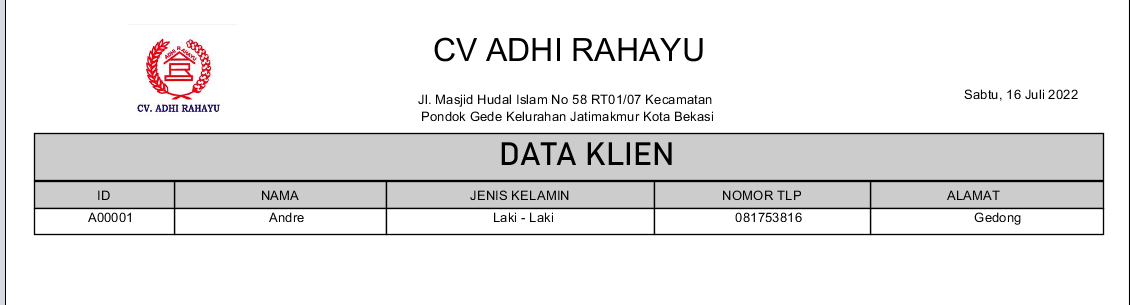 ADHI RAHAYU
CV. ADHI RAHAYU
CV ADHI RAHAYU
Jl. Masjid Hudal Islam No 58 RT01/07 Kecamatan
Pondok Gede Kelurahan Jatimakmur Kota Bekasi
Sabtu, 16 Juli 2022
DATA KLIEN
ID NAMA JENIS KELAMIN NOMOR TLP ALAMAT
A00001 Andre Laki - Laki 081753816 Gedong